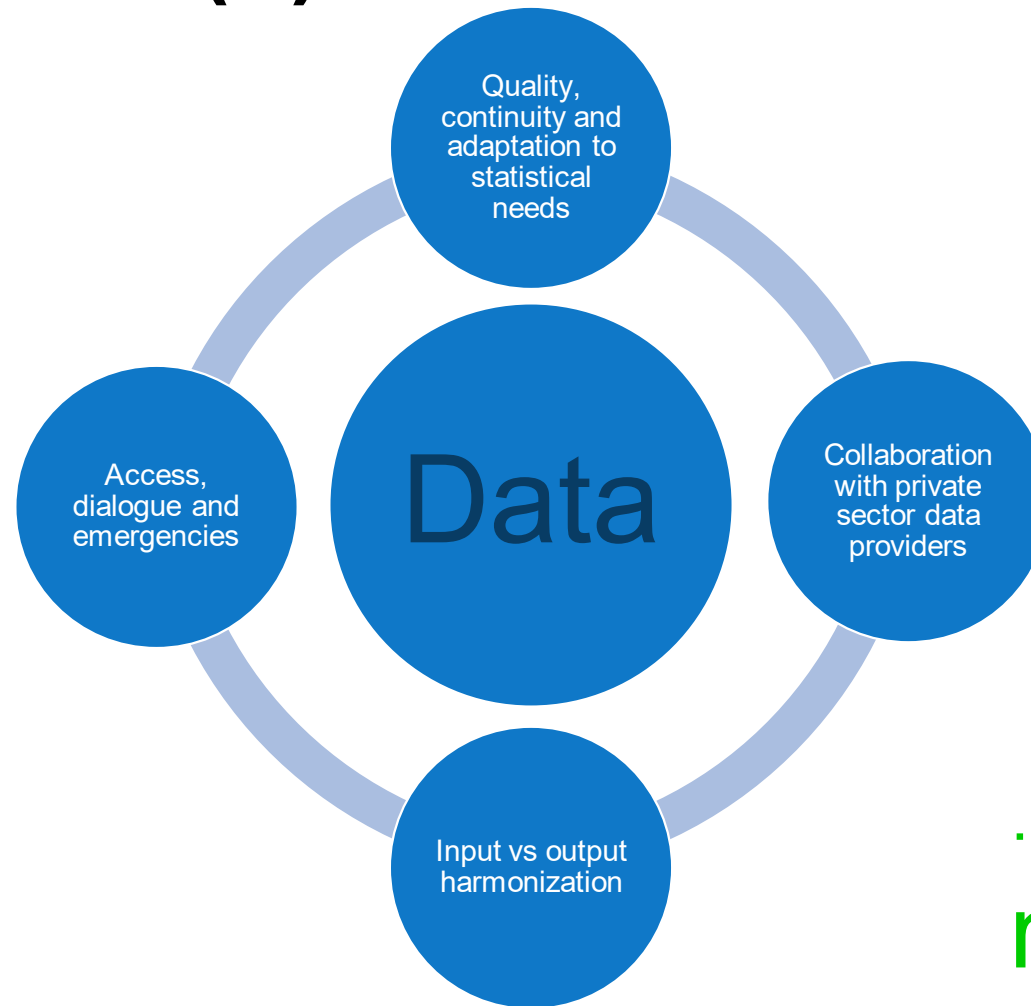 Quality,
continuity and
adaptation to
statistical
needs
Access,
dialogue and
emergencies
Data
Collaboration
with private
sector data
providers
Input vs output
harmonization